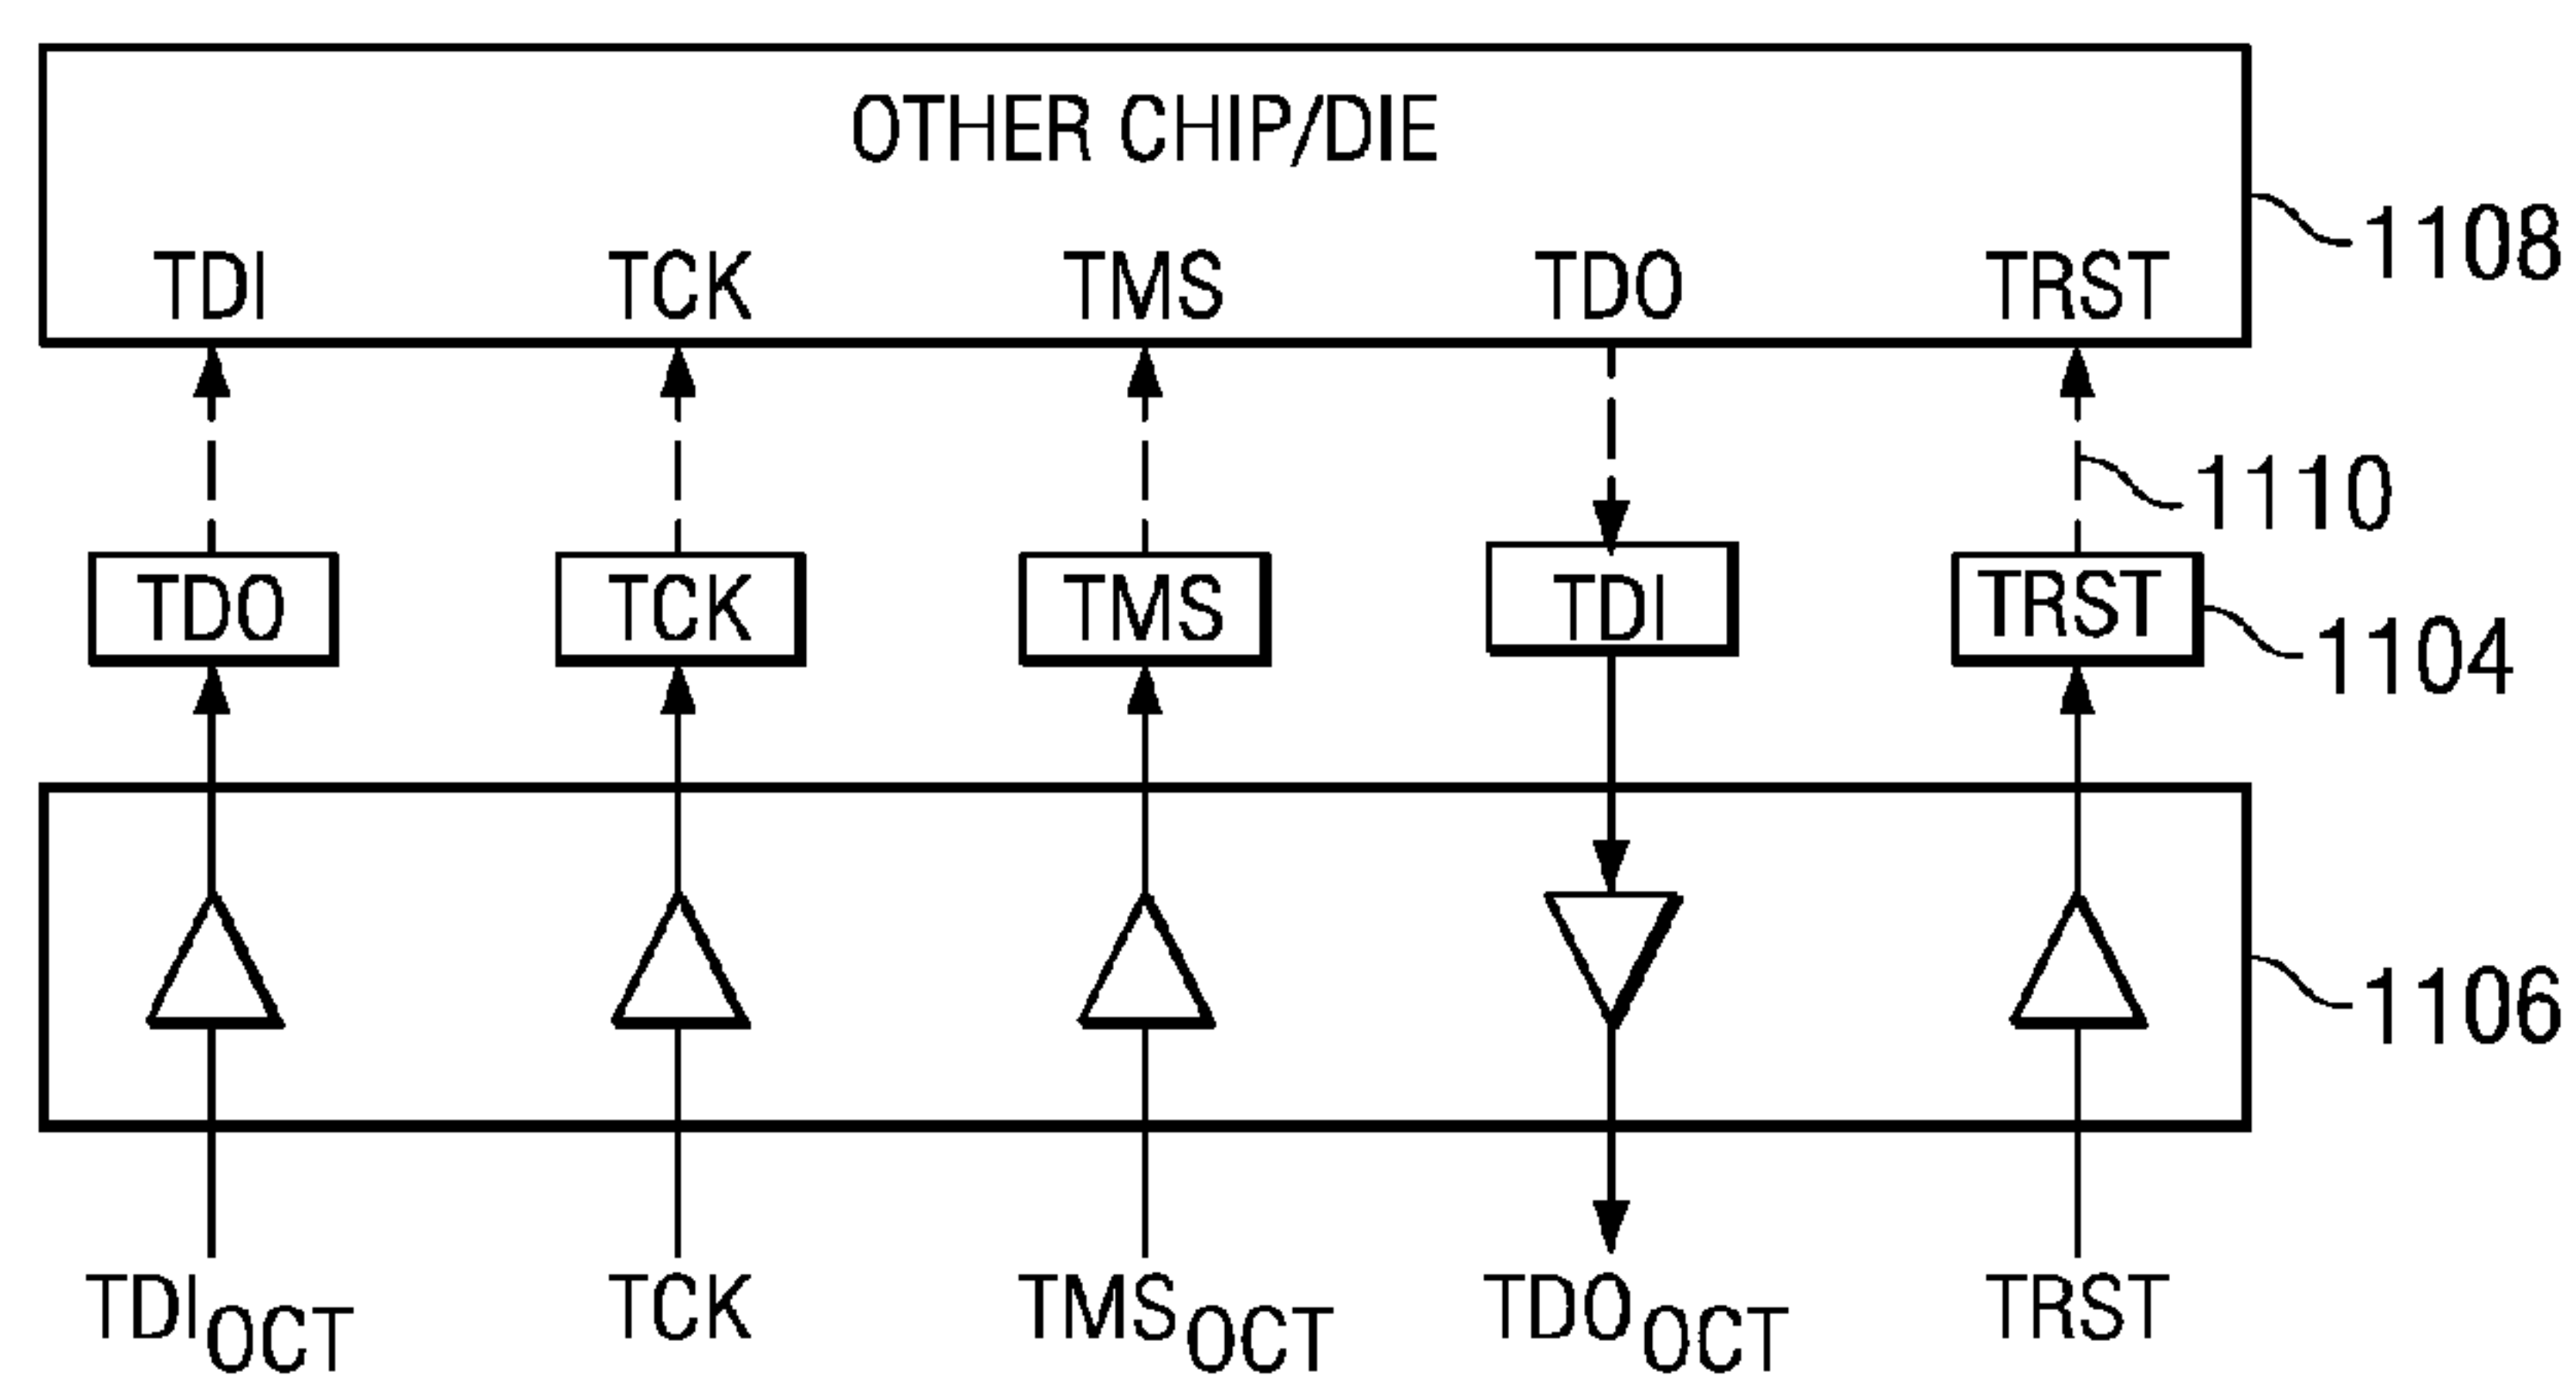 OTHER CHIP/DIE
1108
TDI TCK TMS TDO TRST
1110
TDO TCK TMS TDI TRST
1104
1106
TDIOCT TCK TMSOCT TDOOCT TRST